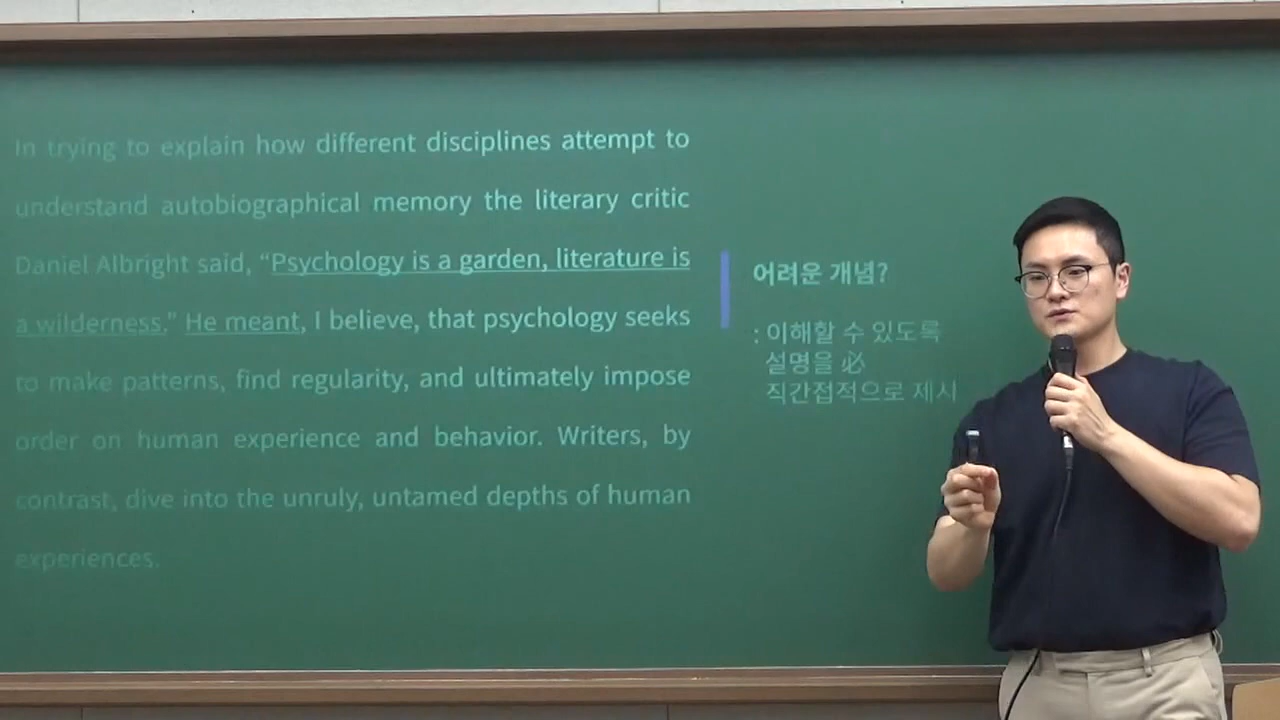 In trying to explain how different disciplines attempt to
understand autobiographical memory the literary critic
Daniel Albright said, “Psychology is a garden, literature is
a wilderness.” He meant, I believe, that psychology seeks
to make patterns, find regularity, and ultimately impose
order on human experience and behavior. Writers, by
contrast, dive into the unruly, untamed depths of human
experiences.
어려운 개념?
: 이해할 수 있도록
설명을 必
직간접적으로 제시